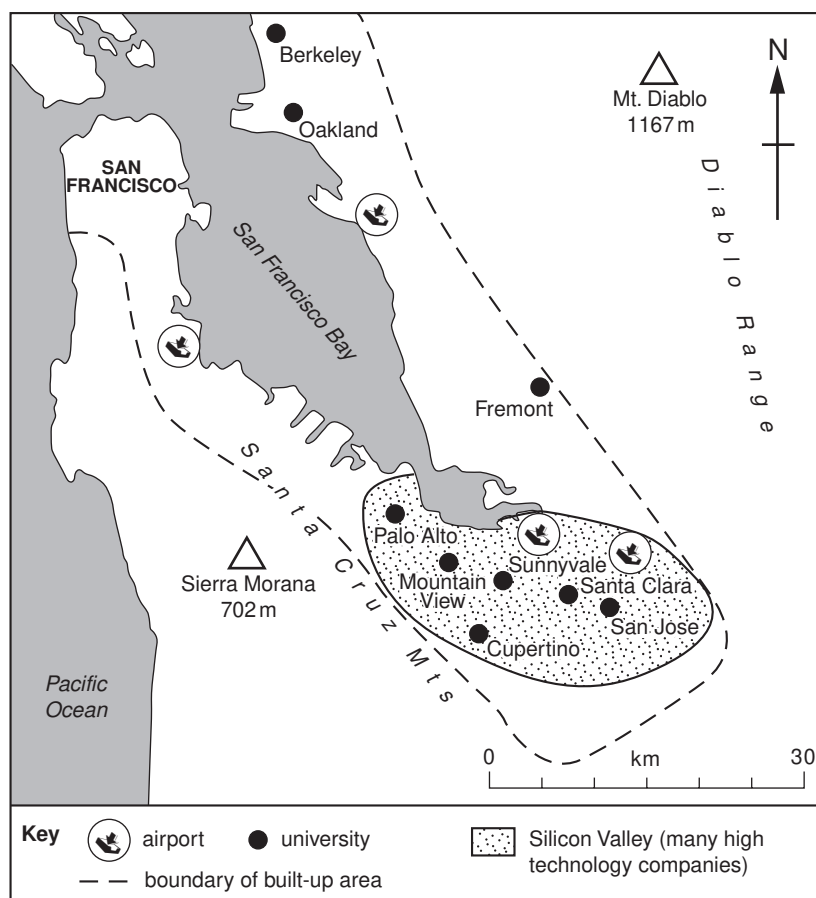 Berkeley
N
Mt. Diablo
1167 m
Oakland
SAN
FRANCISCO
Diablo Range
San Francisco Bay
Fremont
Santa Cruz Mts
Palo Alto
Sunnyvale
Sierra Morana
702 m
Mountain
View
Santa Clara
San Jose
Cupertino
Pacific
Ocean
0 km 30
Key
airport
university
Silicon Valley (many high
technology companies)
boundary of built-up area